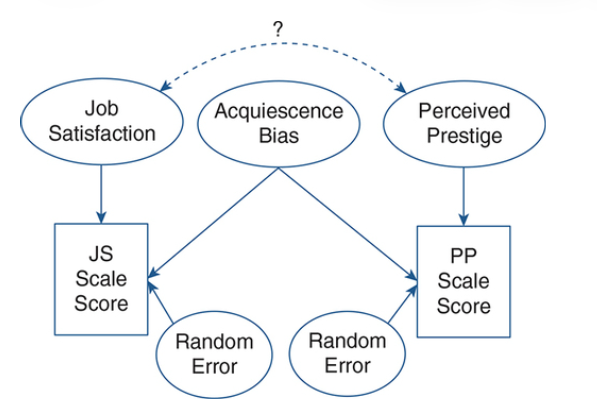 ?
Job
Satisfaction
Acquiescence
Bias
Perceived
Prestige
JS
Scale
Score
PP
Scale
Score
Random
Error
Random
Error